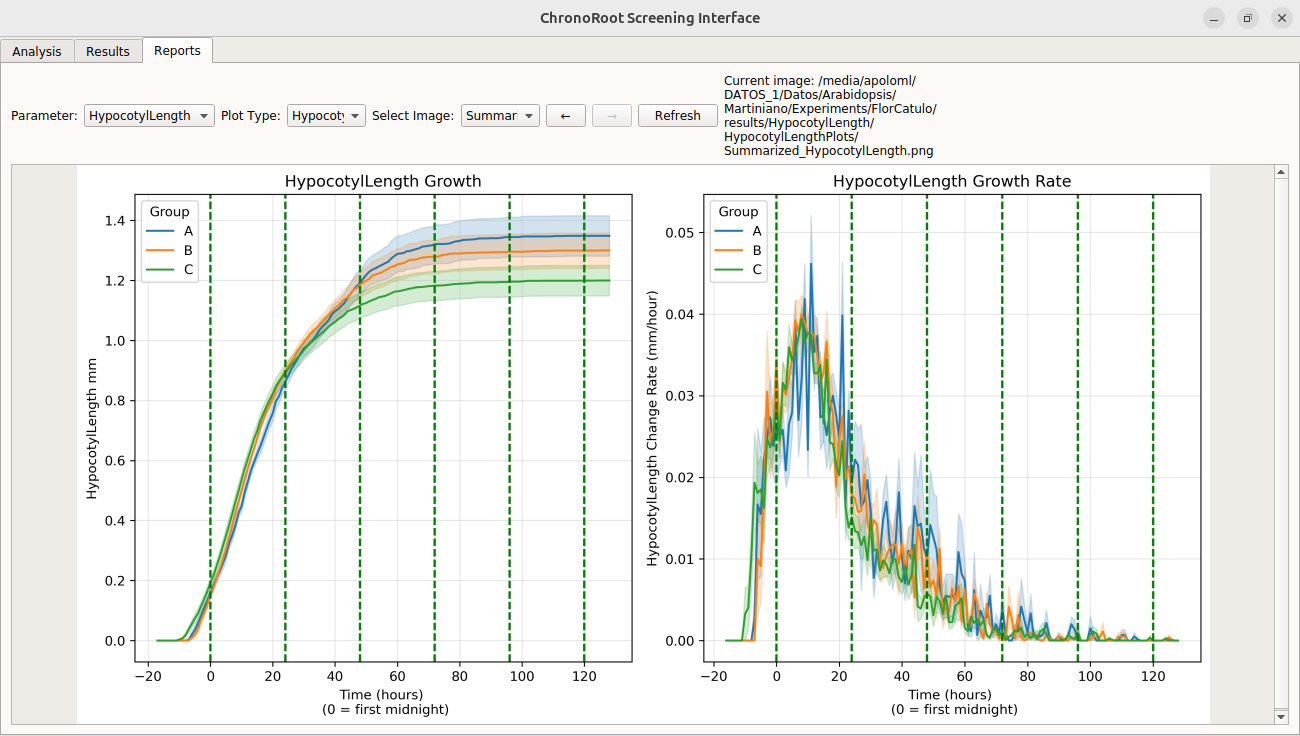 ChronoRoot Screening Interface
Analysis
Results
Reports
Parameter:
HypocotylLength
Plot Type:
Hypocoty
Select Image:
Summar
←
→
Refresh
Current image: /media/apoloml/
DATOS_1/Datos/Arabidopsis/
Martiniano/Experiments/FlorCatulo/
results/HypocotylLength/
HypocotylLengthPlots/
Summarized_HypocotylLength.png
HypocotylLength Growth
Group
A
B
C
HypocotylLength mm
1.4
1.2
1.0
0.8
0.6
0.4
0.2
0.0
−20
0
20
40
60
80
100
120
Time (hours)
(0 = first midnight)
HypocotylLength Growth Rate
Group
A
B
C
HypocotylLength Change Rate (mm/hour)
0.05
0.04
0.03
0.02
0.01
0.00
−20
0
20
40
60
80
100
120
Time (hours)
(0 = first midnight)